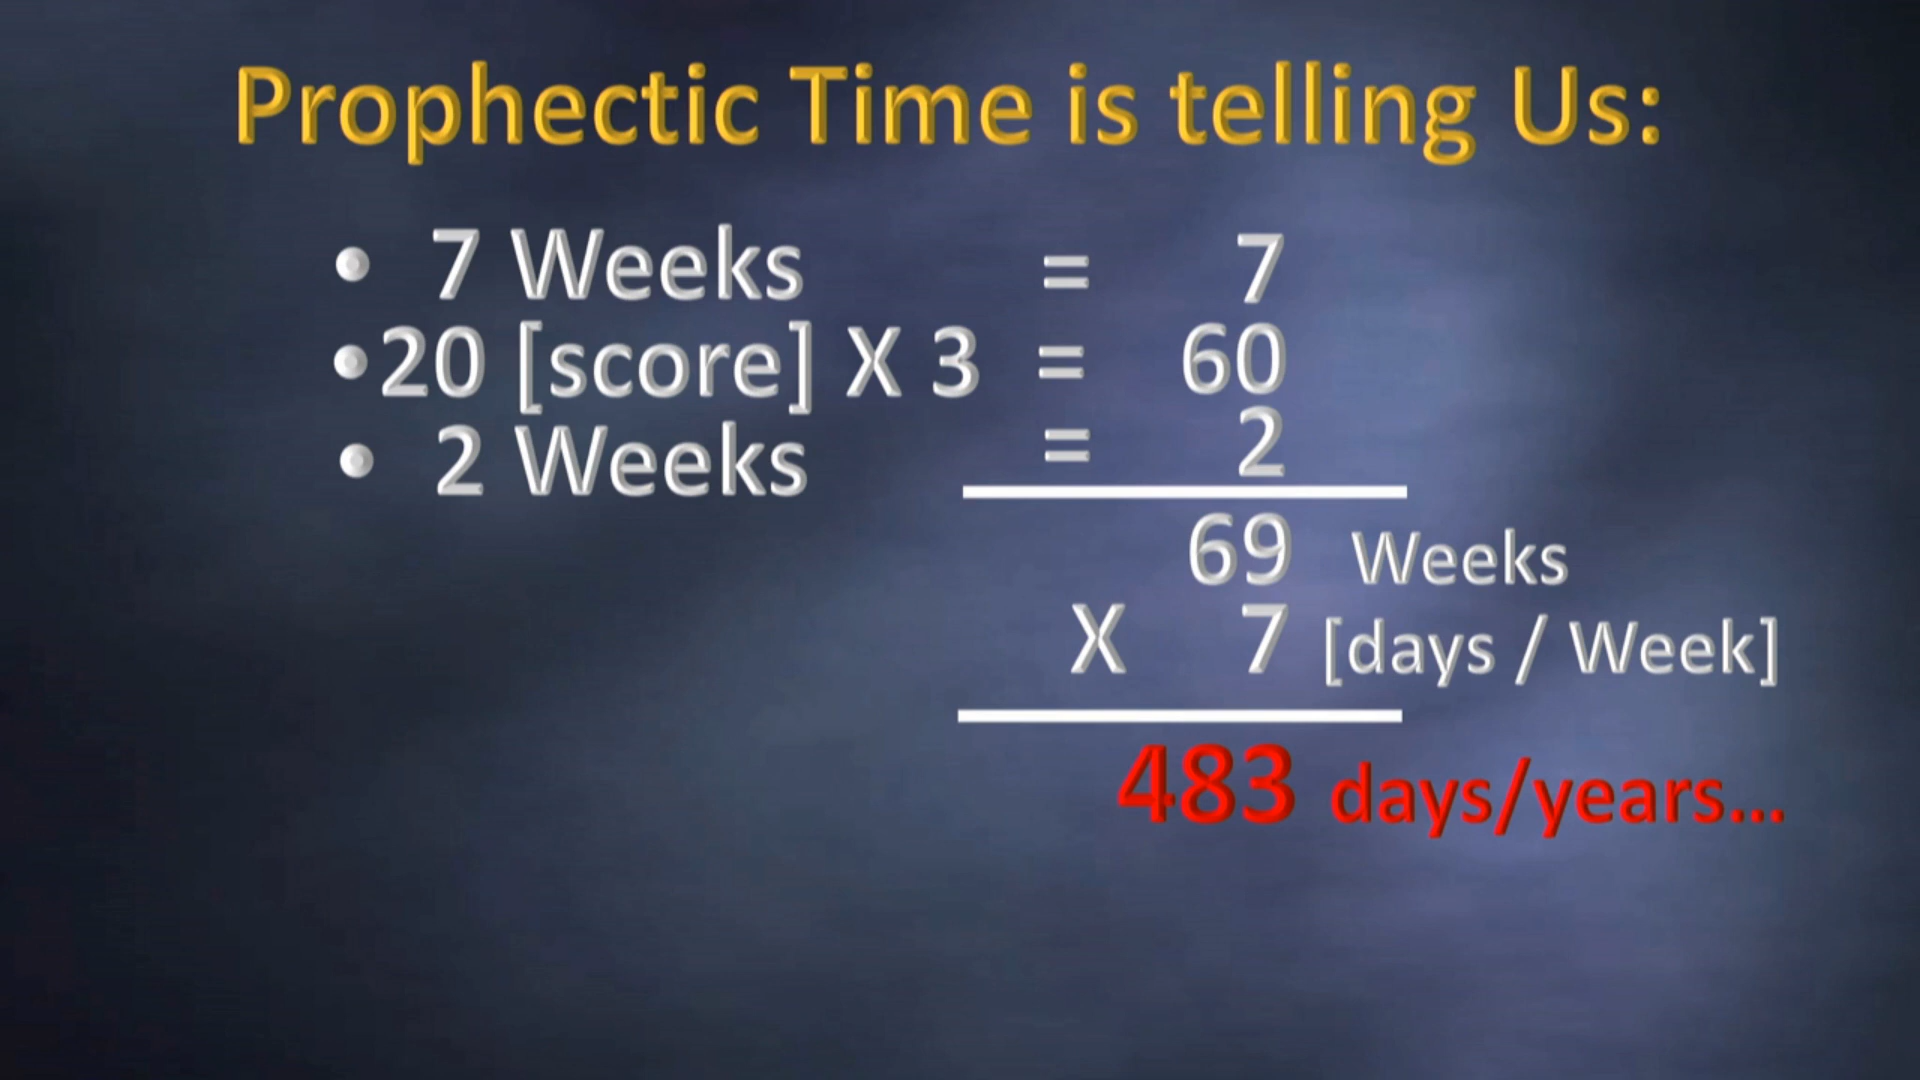 Prophectic Time is telling Us:
• 7 Weeks = 7
• 20 [score] X 3 = 60
• 2 Weeks = 2
69 Weeks
X 7 [days / Week]
483 days/years...